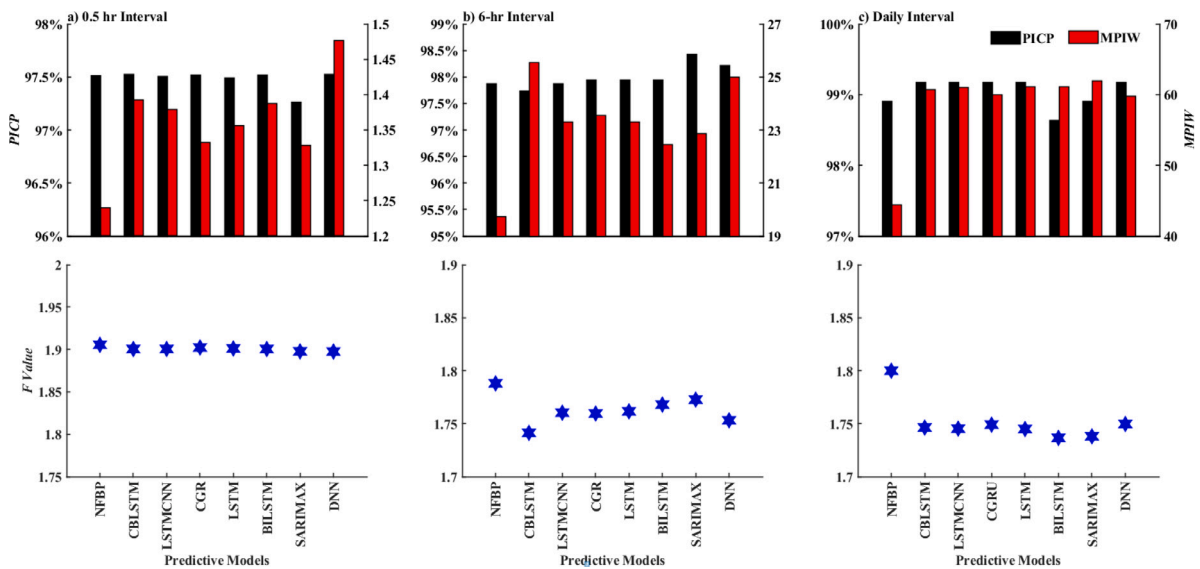 a) 0.5 hr Interval
98%
97.5%
97%
96.5%
96%
PICP
1.5
1.45
1.4
1.35
1.3
1.25
1.2
b) 6-hr Interval
99%
98.5%
98%
97.5%
97%
96.5%
96%
95.5%
95%
27
25
23
21
19
c) Daily Interval
100%
99%
98%
97%
PICP MPIW
70
60
50
40
MPIW
2
1.95
1.9
1.85
1.8
1.75
F Value
NFBP
CBLSTM
LSTMCNN
CGR
LSTM
BILSTM
SARIMAX
DNN
Predictive Models
1.9
1.85
1.8
1.75
1.7
NFBP
CBLSTM
LSTMCNN
CGR
LSTM
BILSTM
SARIMAX
DNN
Predictive Models
1.9
1.85
1.8
1.75
1.7
NFBP
CBLSTM
LSTMCNN
CGRU
LSTM
BILSTM
SARIMAX
DNN
Predictive Models